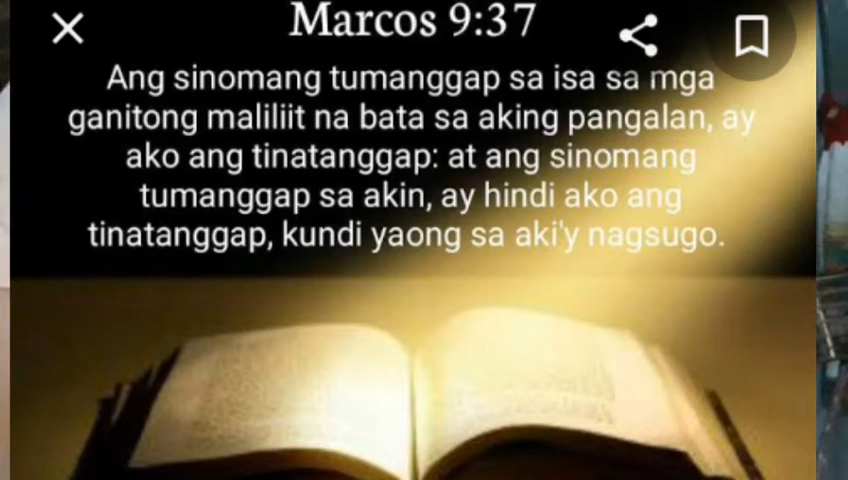 Marcos 9:37
Ang sinomang tumanggap sa isa sa mga
ganitong maliliit na bata sa aking pangalan, ay
ako ang tinatanggap: at ang sinomang
tumanggap sa akin, ay hindi ako ang
tinatanggap, kundi yaong sa aki'y nagsugo.